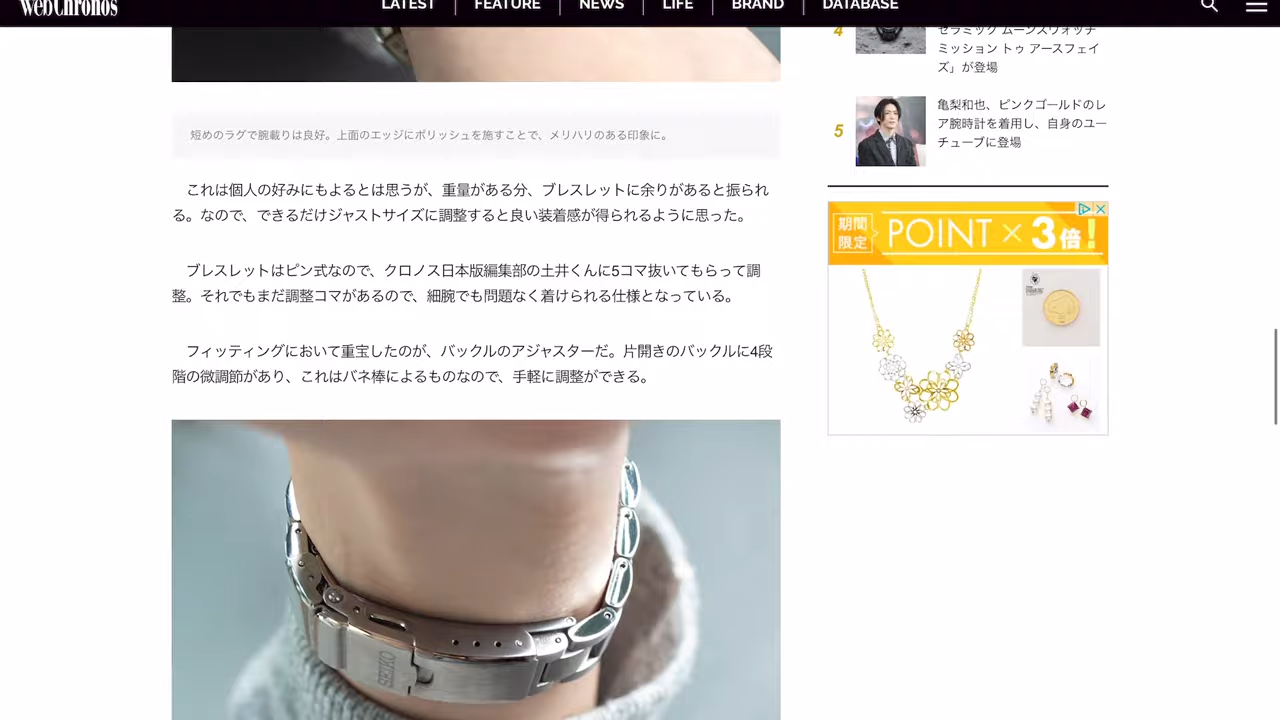 webChronos
LATEST
FEATURE
NEWS
LIFE
BRAND
DATABASE
短めのラグで腕載りは良好。上面のエッジにポリッシュを施すことで、メリハリのある印象に。
これは個人の好みにもよるとは思うが、重量がある分、ブレスレットに余りがあると振られ
る。なので、できるだけジャストサイズに調整すると良い装着感が得られるように思った。
ブレスレットはピン式なので、クロノス日本版編集部の土井くんに5コマ抜いてもらって調
整。それでもまだ調整コマがあるので、細腕でも問題なく着けられる仕様となっている。
フィッティングにおいて重宝したのが、バックルのアジャスターだ。片開きのバックルに4段
階の微調節があり、これはバネ棒によるものなので、手軽に調整ができる。
SEIKO
4
セラミック ムーンスウォッチ
ミッション トゥ アースフェイ
ズ」が登場
5
亀梨和也、ピンクゴールドのレ
ア腕時計を着用し、自身のユー
チューブに登場
期間
限定
POINT×3倍!